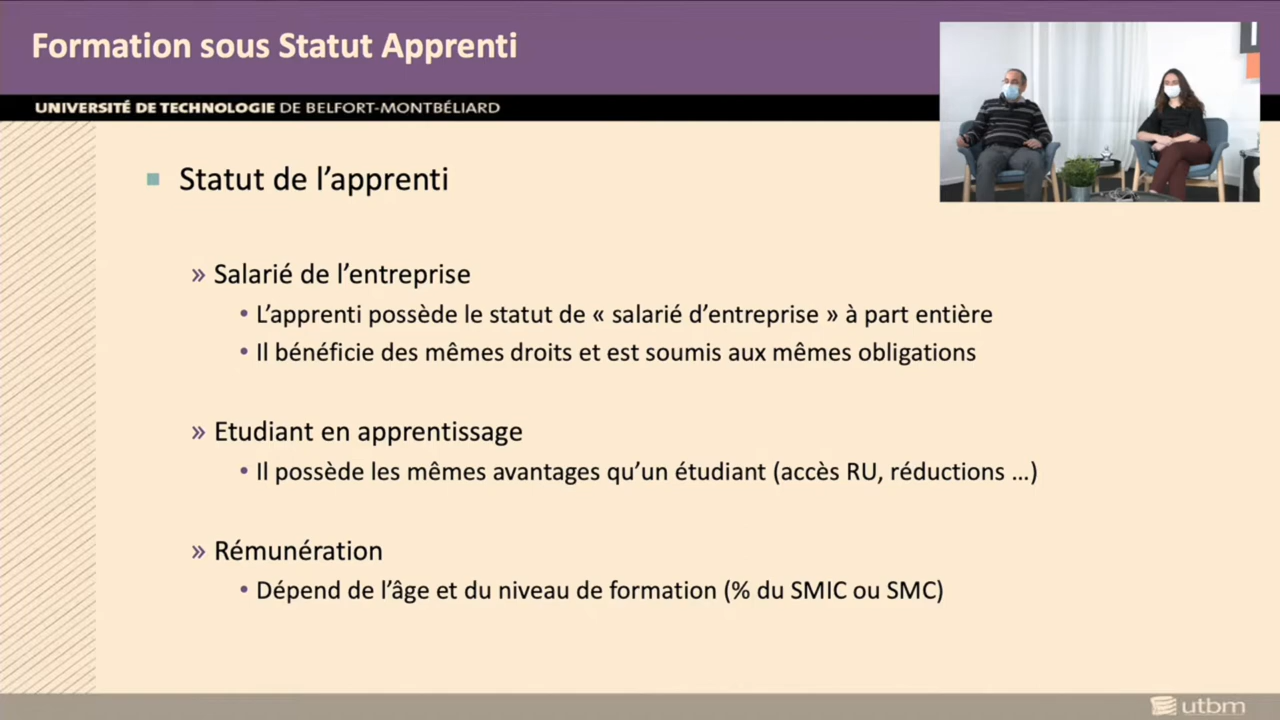 Formation sous Statut Apprenti
UNIVERSITÉ DE TECHNOLOGIE DE BELFORT-MONTBÉLIARD
Statut de l'apprenti
» Salarié de l'entreprise
• L'apprenti possède le statut de « salarié d'entreprise » à part entière
• Il bénéficie des mêmes droits et est soumis aux mêmes obligations
» Etudiant en apprentissage
• Il possède les mêmes avantages qu'un étudiant (accès RU, réductions ...)
» Rémunération
• Dépend de l'âge et du niveau de formation (% du SMIC ou SMC)
utbm